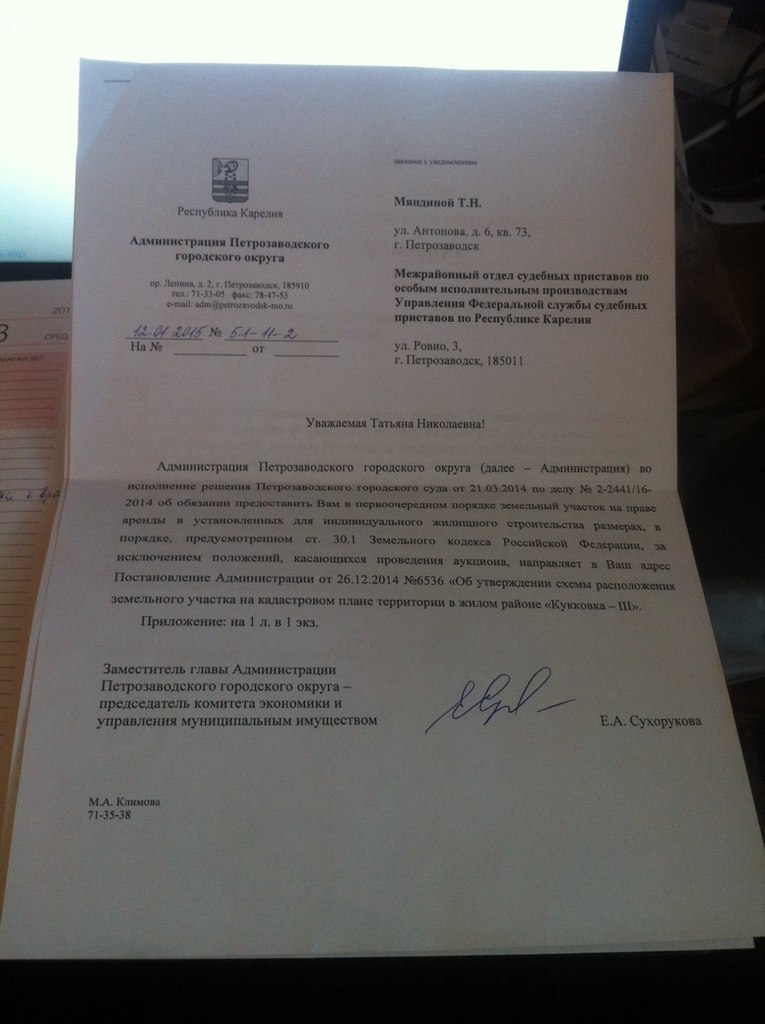 заказное с уведомлением
Республика Карелия
Администрация Петрозаводского
городского округа
пр. Ленина, д. 2, г. Петрозаводск, 185910
тел.: 71-33-05 факс: 78-47-53
e-mail: adm@petrozavodsk-mo.ru
12.01.2015 № 5.1-11-2
На № от
Мяндиной Т.Н.
ул. Антонова, д. 6, кв. 73,
г. Петрозаводск
Межрайонный отдел судебных приставов по
особым исполнительным производствам
Управления Федеральной службы судебных
приставов по Республике Карелия
ул. Ровио, 3,
г. Петрозаводск, 185011
Уважаемая Татьяна Николаевна!
Администрация Петрозаводского городского округа (далее – Администрация) во
исполнение решения Петрозаводского городского суда от 21.03.2014 по делу № 2-2441/16-
2014 об обязании предоставить Вам в первоочередном порядке земельный участок на праве
аренды в установленных для индивидуального жилищного строительства размерах, в
порядке, предусмотренном ст. 30.1 Земельного кодекса Российской Федерации, за
исключением положений, касающихся проведения аукциона, направляет в Ваш адрес
Постановление Администрации от 26.12.2014 №6536 «Об утверждении схемы расположения
земельного участка на кадастровом плане территории в жилом районе «Кукковка – III».
Приложение: на 1 л. в 1 экз.
Заместитель главы Администрации
Петрозаводского городского округа –
председатель комитета экономики и
управления муниципальным имуществом
Е.А. Сухорукова
М.А. Климова
71-35-38
201
3
СРЕД